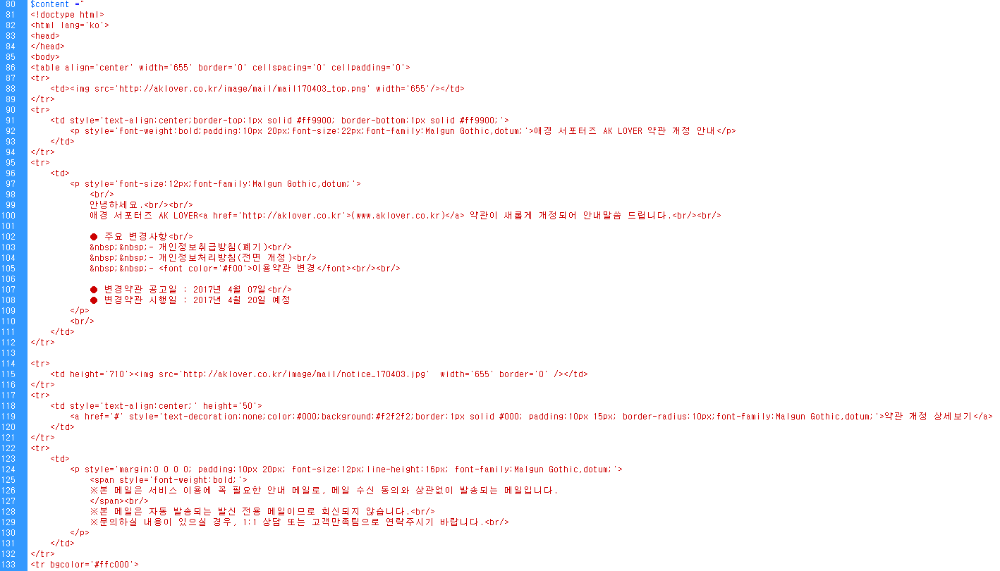 80 $content ="
81 <!doctype html>
82 <html lang='ko'>
83 <head>
84 </head>
85 <body>
86 <table align='center' width='655' border='0' cellspacing='0' cellpadding='0'>
87 <tr>
88     <td><img src='http://aklover.co.kr/image/mail/mail170403_top.png' width='655'/></td>
89 </tr>
90 <tr>
91     <td style='text-align:center;border-top:1px solid #ff9900; border-bottom:1px solid #ff9900;'>
92         <p style='font-weight:bold;padding:10px 20px;font-size:22px;font-family:Malgun Gothic,dotum;'>애경 서포터즈 AK LOVER 약관 개정 안내</p>
93     </td>
94 </tr>
95 <tr>
96     <td>
97         <p style='font-size:12px;font-family:Malgun Gothic,dotum;'>
98             <br/>
99             안녕하세요.<br/><br/>
100             애경 서포터즈 AK LOVER<a href='http://aklover.co.kr'>(www.aklover.co.kr)</a> 약관이 새롭게 개정되어 안내말씀 드립니다.<br/><br/>
101
102             ● 주요 변경사항<br/>
103             &nbsp;&nbsp;- 개인정보취급방침(폐기)<br/>
104             &nbsp;&nbsp;- 개인정보처리방침(전면 개정)<br/>
105             &nbsp;&nbsp;- <font color='#f00'>이용약관 변경</font><br/><br/>
106
107             ● 변경약관 공고일 : 2017년 4월 07일<br/>
108             ● 변경약관 시행일 : 2017년 4월 20일 예정
109         </p>
110         <br/>
111     </td>
112 </tr>
113
114 <tr>
115     <td height='710'><img src='http://aklover.co.kr/image/mail/notice_170403.jpg'  width='655' border='0' /></td>
116 </tr>
117 <tr>
118     <td style='text-align:center;' height='50'>
119         <a href='#' style='text-decoration:none;color:#000;background:#f2f2f2;border:1px solid #000; padding:10px 15px; border-radius:10px;font-family:Malgun Gothic,dotum;'>약관 개정 상세보기</a>
120     </td>
121 </tr>
122 <tr>
123     <td>
124         <p style='margin:0 0 0 0; padding:10px 20px; font-size:12px;line-height:16px; font-family:Malgun Gothic,dotum;'>
125             <span style='font-weight:bold;'>
126             ※본 메일은 서비스 이용에 꼭 필요한 안내 메일로, 메일 수신 동의와 상관없이 발송되는 메일입니다.
127             </span><br/>
128             ※본 메일은 자동 발송되는 발신 전용 메일이므로 회신되지 않습니다.<br/>
129             ※문의하실 내용이 있으실 경우, 1:1 상담 또는 고객만족팀으로 연락주시기 바랍니다.<br/>
130         </p>
131     </td>
132 </tr>
133 <tr bgcolor='#ffc000'>